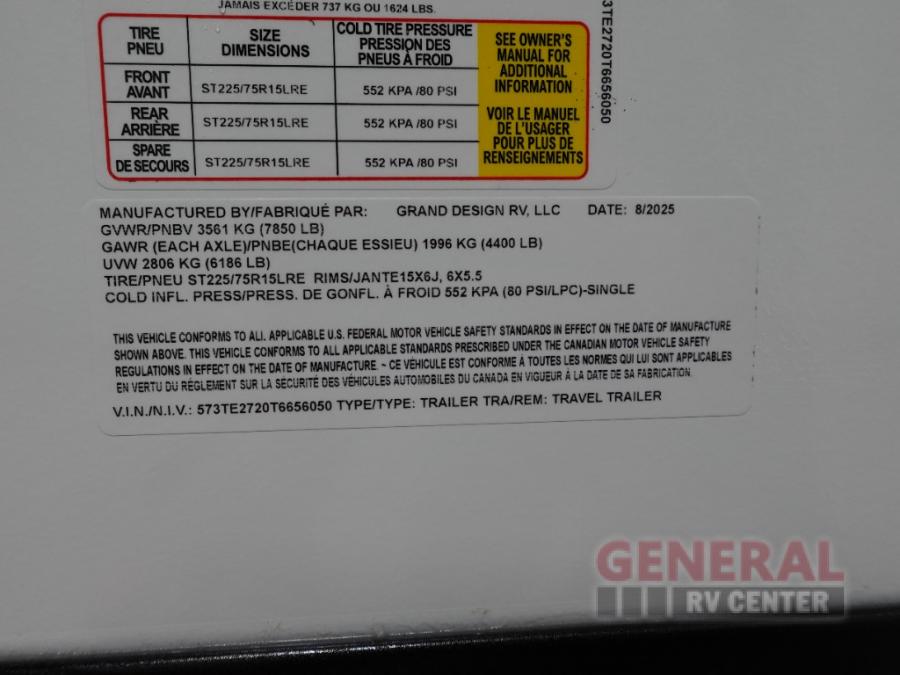 JAMAIS EXCÉDER 737 KG OU 1624 LBS.
TIRE PNEU SIZE DIMENSIONS COLD TIRE PRESSURE PRESSION DES PNEUS À FROID
FRONT AVANT ST225/75R15LRE 552 KPA /80 PSI
REAR ARRIÈRE ST225/75R15LRE 552 KPA /80 PSI
SPARE DE SECOURS ST225/75R15LRE 552 KPA /80 PSI
SEE OWNER'S
MANUAL FOR
ADDITIONAL
INFORMATION
VOIR LE MANUEL
DE L'USAGER
POUR PLUS DE
RENSEIGNEMENTS
3TE2720T6656050
MANUFACTURED BY/FABRIQUÉ PAR: GRAND DESIGN RV, LLC DATE: 8/2025
GVWR/PNBV 3561 KG (7850 LB)
GAWR (EACH AXLE)/PNBE(CHAQUE ESSIEU) 1996 KG (4400 LB)
UVW 2806 KG (6186 LB)
TIRE/PNEU ST225/75R15LRE RIMS/JANTE15X6J, 6X5.5
COLD INFL. PRESS/PRESS. DE GONFL. À FROID 552 KPA (80 PSI/LPC)-SINGLE
THIS VEHICLE CONFORMS TO ALL APPLICABLE U.S. FEDERAL MOTOR VEHICLE SAFETY STANDARDS IN EFFECT ON THE DATE OF MANUFACTURE
SHOWN ABOVE. THIS VEHICLE CONFORMS TO ALL APPLICABLE STANDARDS PRESCRIBED UNDER THE CANADIAN MOTOR VEHICLE SAFETY
REGULATIONS IN EFFECT ON THE DATE OF MANUFACTURE. ~ CE VÉHICULE EST CONFORME À TOUTES LES NORMES QUI LUI SONT APPLICABLES
EN VERTU DU RÈGLEMENT SUR LA SÉCURITÉ DES VÉHICULES AUTOMOBILES DU CANADA EN VIGUEUR À LA DATE DE SA FABRICATION.
V.I.N./N.I.V.: 573TE2720T6656050 TYPE/TYPE: TRAILER TRA/REM: TRAVEL TRAILER
GENERAL
RV CENTER